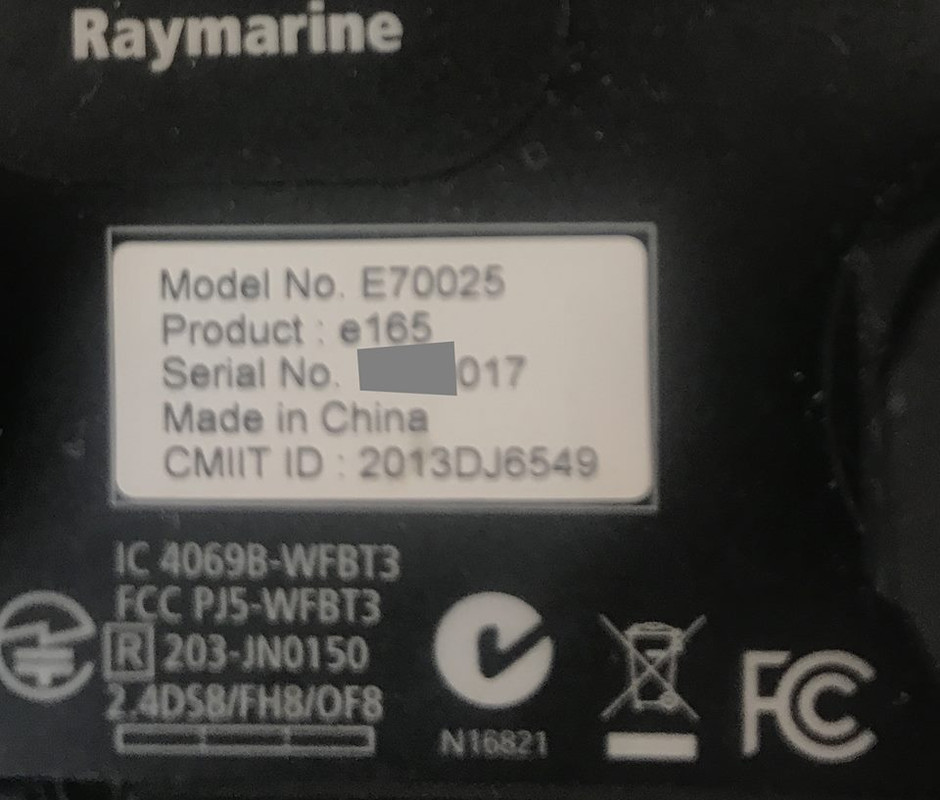 Raymarine
Model No. E70025
Product : e165
Serial No. 017
Made in China
CMIIT ID : 2013DJ6549
IC 4069B-WFBT3
FCC PJ5-WFBT3
R 203-JN0150
2.4DS8/FH8/OF8
N16821
FC